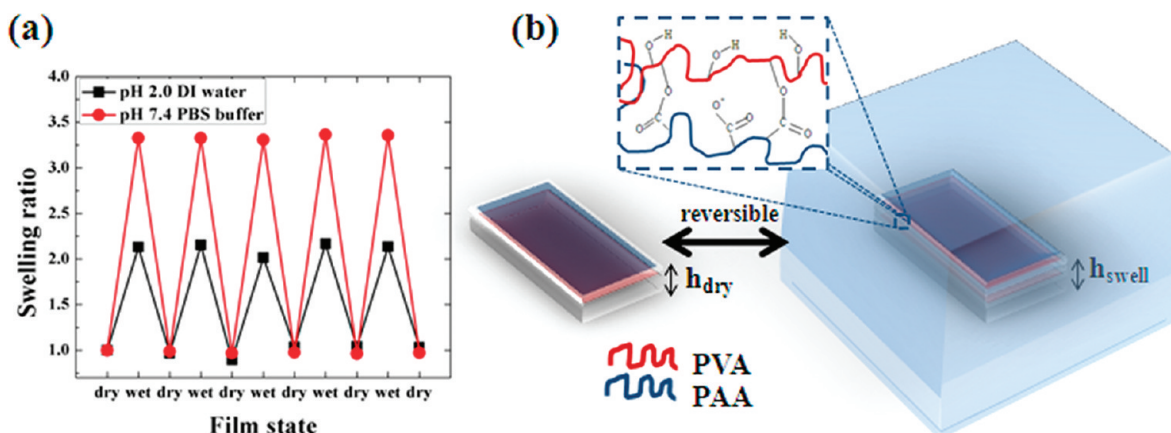 (a)
4.0
3.5
3.0
2.5
2.0
1.5
1.0
Swelling ratio
pH 2.0 DI water
pH 7.4 PBS buffer
dry wet dry wet dry wet dry wet dry wet dry
Film state
(b)
H H H
O O O
O O⁻ O
O C C O C O
reversible
h_dry
h_swell
PVA
PAA